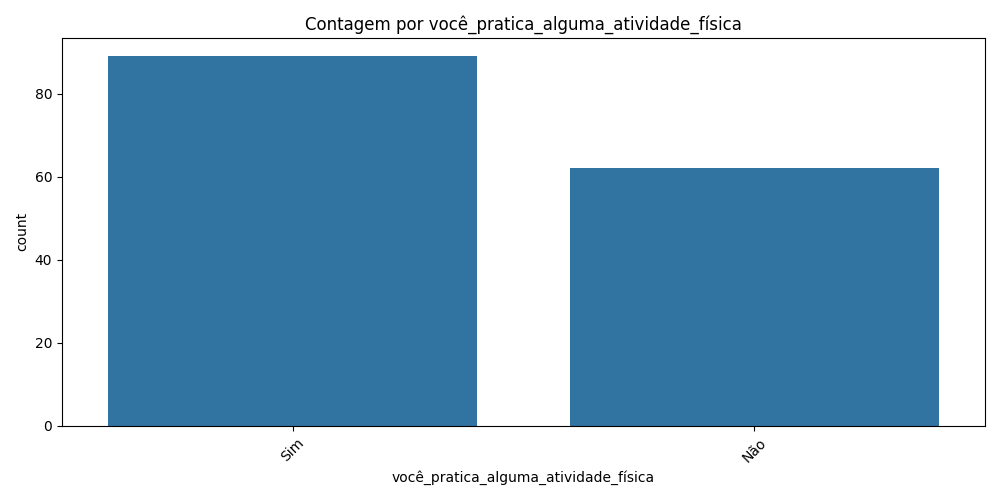 Contagem por você_pratica_alguma_atividade_física
80
60
40
20
0
count
Sim
Não
você_pratica_alguma_atividade_física